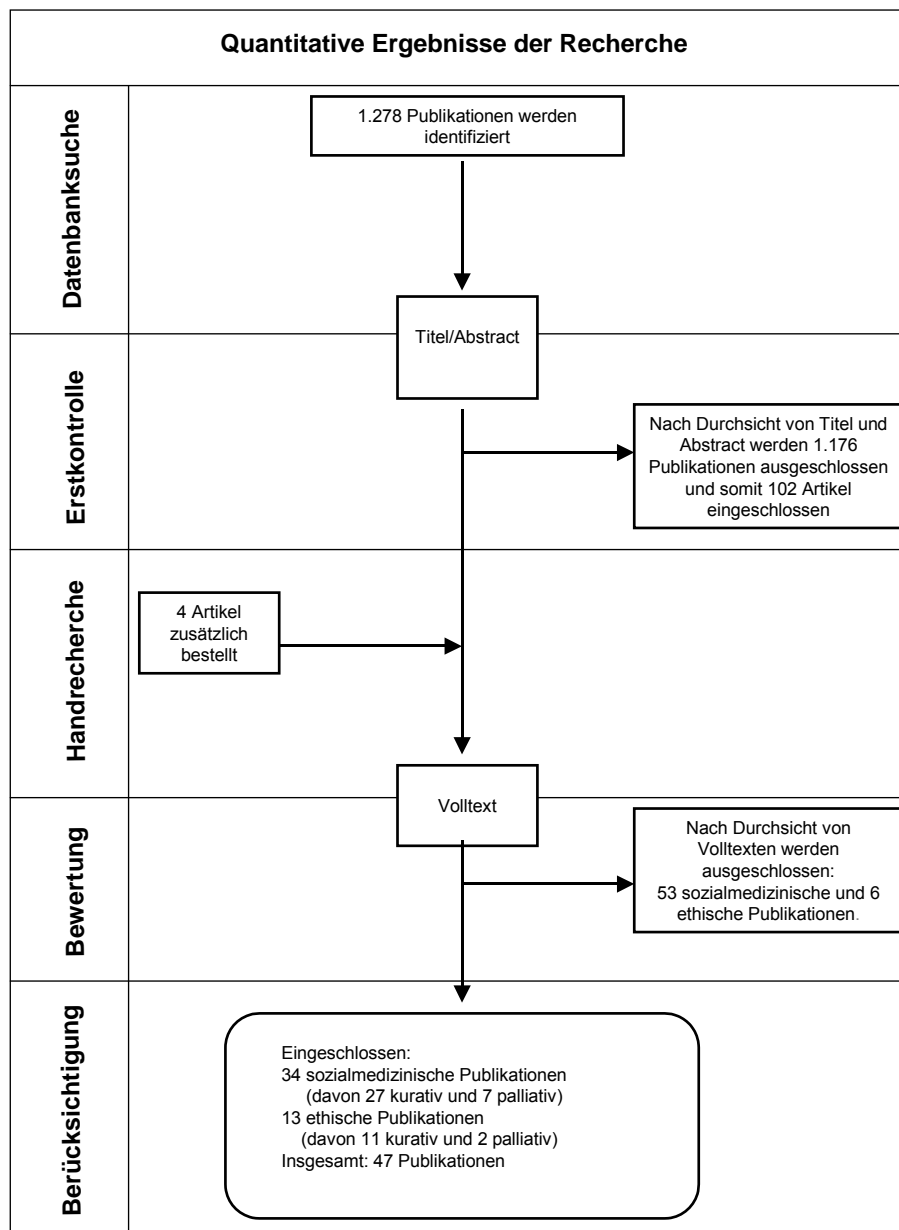 Quantitative Ergebnisse der Recherche
Datenbanksuche
1.278 Publikationen werden
identifiziert
Titel/Abstract
Erstkontrolle
Nach Durchsicht von Titel und
Abstract werden 1.176
Publikationen ausgeschlossen
und somit 102 Artikel
eingeschlossen
Handrecherche
4 Artikel
zusätzlich
bestellt
Volltext
Bewertung
Nach Durchsicht von
Volltexten werden
ausgeschlossen:
53 sozialmedizinische und 6
ethische Publikationen.
Berücksichtigung
Eingeschlossen:
34 sozialmedizinische Publikationen
(davon 27 kurativ und 7 palliativ)
13 ethische Publikationen
(davon 11 kurativ und 2 palliativ)
Insgesamt: 47 Publikationen